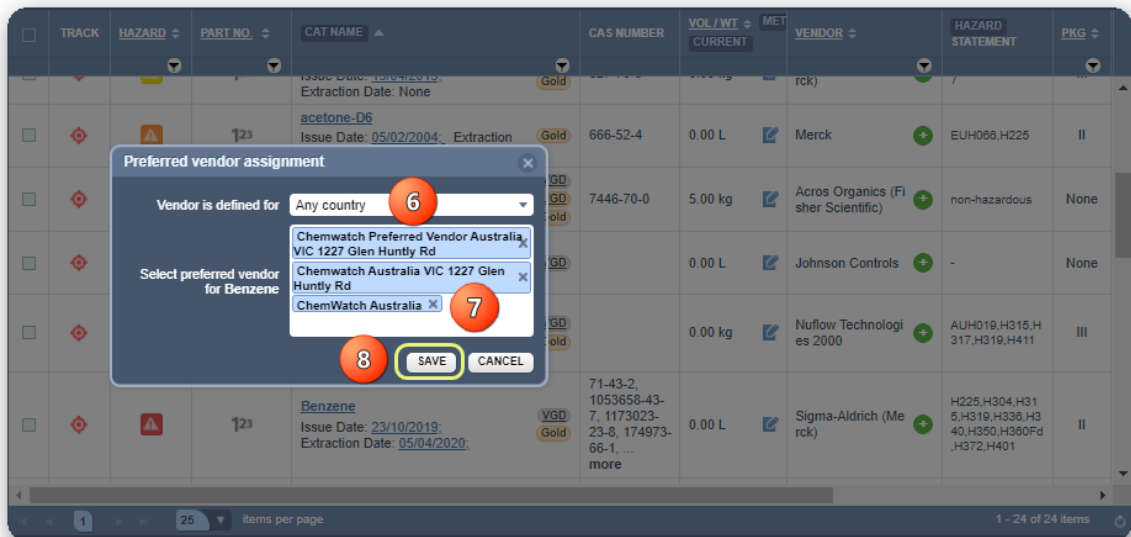 TRACK HAZARD PART NO. CAT NAME CAS NUMBER VOL / WT CURRENT MET VENDOR HAZARD STATEMENT PKG
Gold rck) 7
Extraction Date: None
acetone-D6
Issue Date: 05/02/2004; Extraction Gold 666-52-4 0.00 L Merck EUH066,H225 II
Preferred vendor assignment
Vendor is defined for Any country 6
7446-70-0 5.00 kg Acros Organics (Fi
sher Scientific) non-hazardous None
Chemwatch Preferred Vendor Australia
VIC 1227 Glen Huntly Rd
Select preferred vendor
for Benzene
Chemwatch Australia VIC 1227 Glen
Huntly Rd
VGD 0.00 L Johnson Controls - None
ChemWatch Australia 7
0.00 kg Nuflow Technologi
es 2000 AUH019,H315,H
317,H319,H411 III
8 SAVE CANCEL
Benzene
Issue Date: 23/10/2019;
Extraction Date: 05/04/2020;
VGD
Gold
71-43-2,
1053658-43-
7, 1173023-
23-8, 174973-
66-1, ...
more
0.00 L
Sigma-Aldrich (Me
rck)
H225,H304,H31
5,H319,H336,H3
40,H350,H360Fd
,H372,H401
II
1 25 items per page 1 - 24 of 24 items